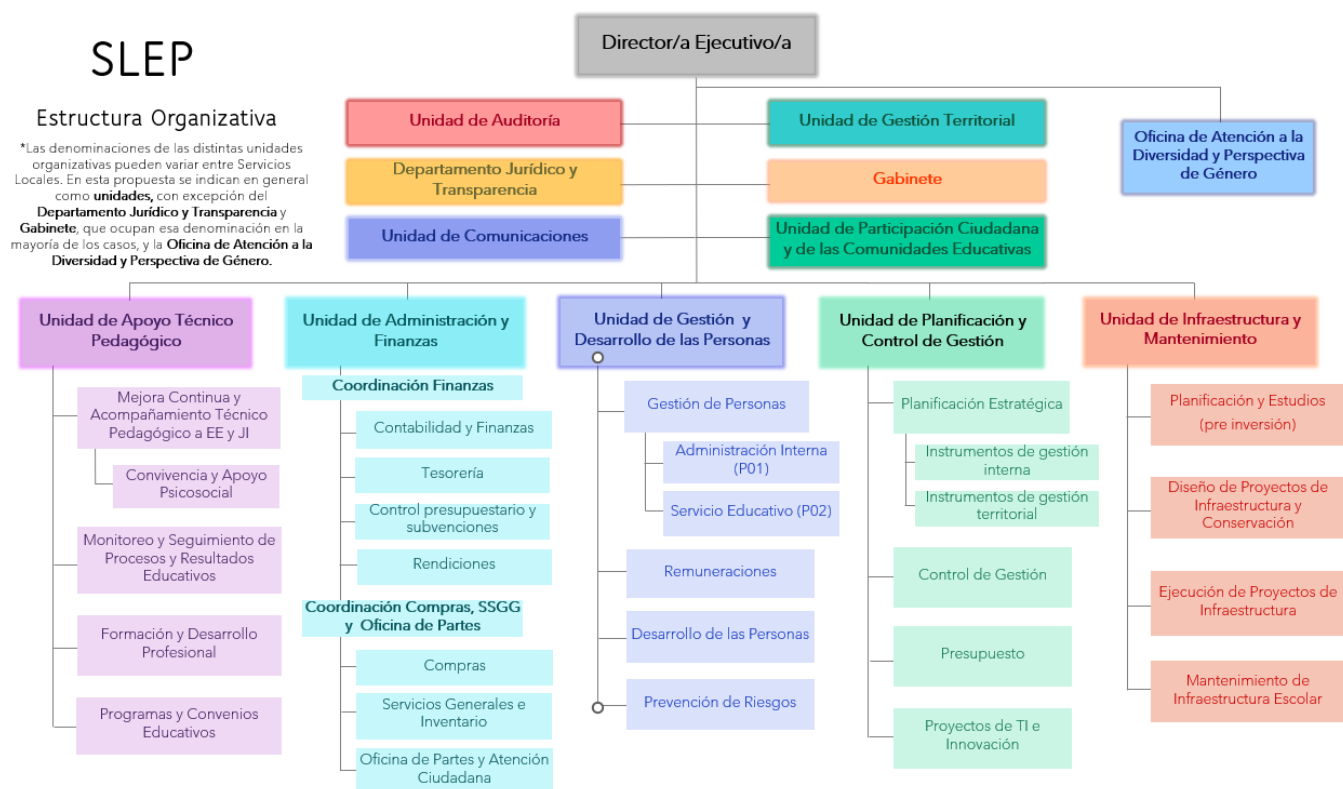 SLEP
Estructura Organizativa
*Las denominaciones de las distintas unidades
organizativas pueden variar entre Servicios
Locales. En esta propuesta se indican en general
como unidades, con excepción del
Departamento Jurídico y Transparencia y
Gabinete, que ocupan esa denominación en la
mayoría de los casos, y la Oficina de Atención a la
Diversidad y Perspectiva de Género.
Director/a Ejecutivo/a
Unidad de Auditoría
Unidad de Gestión Territorial
Departamento Jurídico y
Transparencia
Gabinete
Unidad de Comunicaciones
Unidad de Participación Ciudadana
y de las Comunidades Educativas
Oficina de Atención a la
Diversidad y Perspectiva
de Género
Unidad de Apoyo Técnico
Pedagógico
Mejora Continua y
Acompañamiento Técnico
Pedagógico a EE y JI
Convivencia y Apoyo
Psicosocial
Monitoreo y Seguimiento de
Procesos y Resultados
Educativos
Formación y Desarrollo
Profesional
Programas y Convenios
Educativos
Unidad de Administración y
Finanzas
Coordinación Finanzas
Contabilidad y Finanzas
Tesorería
Control presupuestario y
subvenciones
Rendiciones
Coordinación Compras, SSGG
y Oficina de Partes
Compras
Servicios Generales e
Inventario
Oficina de Partes y Atención
Ciudadana
Unidad de Gestión y
Desarrollo de las Personas
Gestión de Personas
Administración Interna
(P01)
Servicio Educativo (P02)
Remuneraciones
Desarrollo de las Personas
Prevención de Riesgos
Unidad de Planificación y
Control de Gestión
Planificación Estratégica
Instrumentos de gestión
interna
Instrumentos de gestión
territorial
Control de Gestión
Presupuesto
Proyectos de TI e
Innovación
Unidad de Infraestructura y
Mantenimiento
Planificación y Estudios
(pre inversión)
Diseño de Proyectos de
Infraestructura y
Conservación
Ejecución de Proyectos de
Infraestructura
Mantenimiento de
Infraestructura Escolar